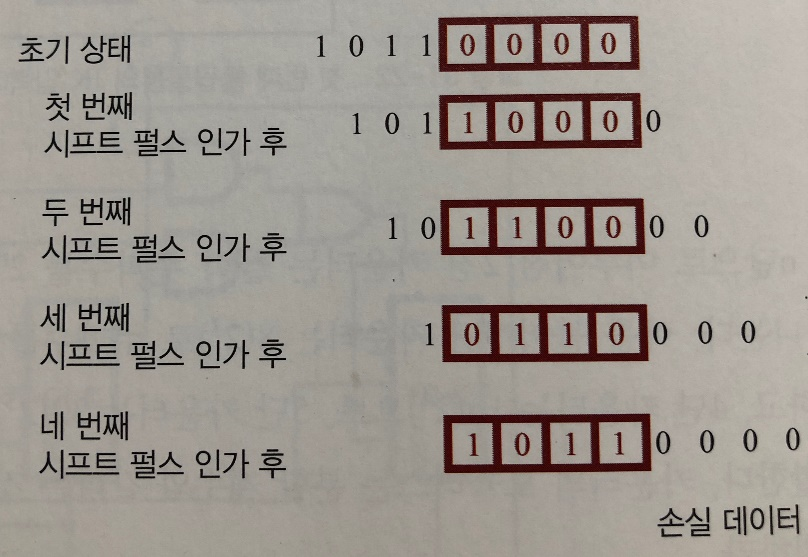 초기 상태 1 0 1 1 0 0 0 0
첫 번째
시프트 펄스 인가 후 1 0 1 1 0 0 0 0
두 번째
시프트 펄스 인가 후 1 0 1 1 0 0 0 0
세 번째
시프트 펄스 인가 후 1 0 1 1 0 0 0 0
네 번째
시프트 펄스 인가 후 1 0 1 1 0 0 0 0
손실 데이터